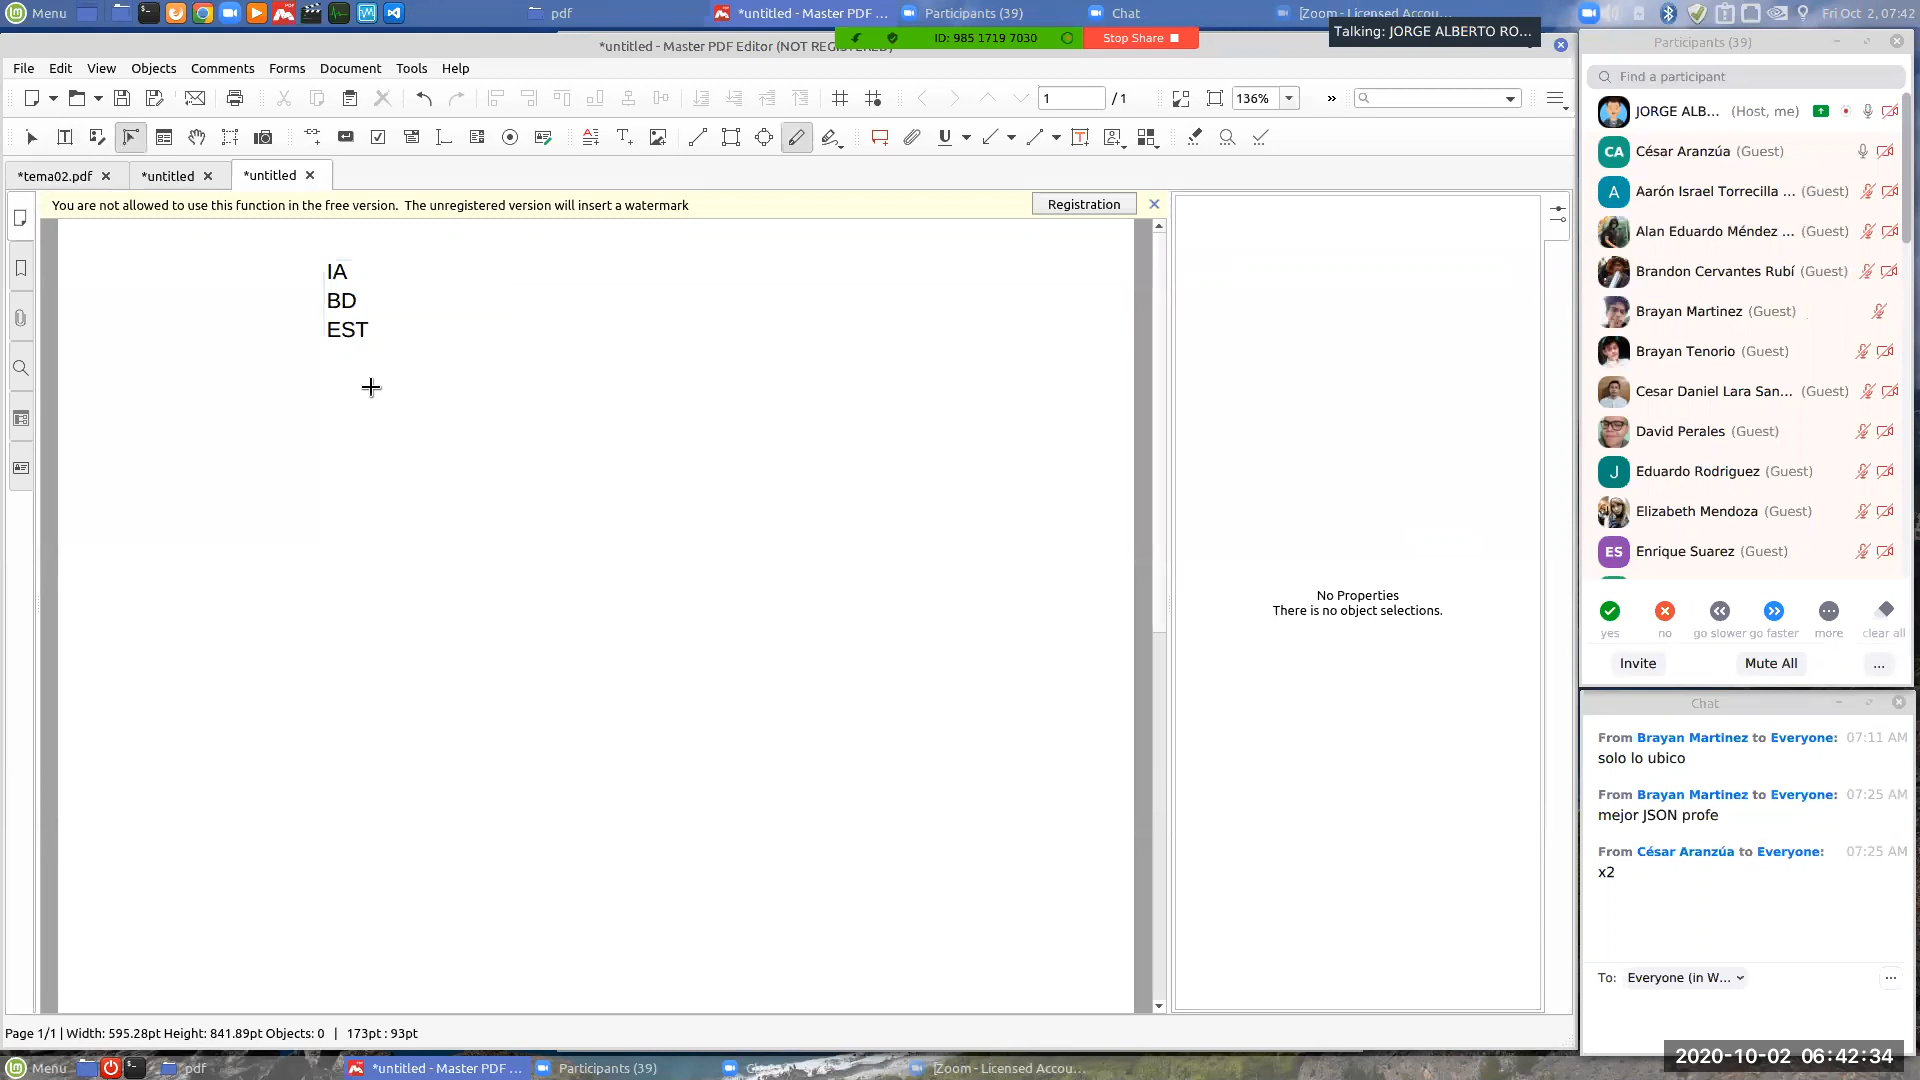 Menu
pdf
*untitled - Master PDF ...
Participants (39)
Chat
[Zoom - Licensed Accou...
Fri Oct 2, 07:42
*untitled - Master PDF Editor (NOT REGISTERED)
ID: 985 1719 7030
Stop Share
Talking: JORGE ALBERTO RO...
File Edit View Objects Comments Forms Document Tools Help
1 / 1
136%
*tema02.pdf
*untitled
*untitled
You are not allowed to use this function in the free version. The unregistered version will insert a watermark
Registration
IA
BD
EST
No Properties
There is no object selections.
Page 1/1 | Width: 595.28pt Height: 841.89pt Objects: 0 | 173pt : 93pt
Participants (39)
Find a participant
JORGE ALB... (Host, me)
CA César Aranzúa (Guest)
A Aarón Israel Torrecilla ... (Guest)
Alan Eduardo Méndez ... (Guest)
Brandon Cervantes Rubí (Guest)
Brayan Martinez (Guest)
Brayan Tenorio (Guest)
Cesar Daniel Lara San... (Guest)
David Perales (Guest)
J Eduardo Rodriguez (Guest)
Elizabeth Mendoza (Guest)
ES Enrique Suarez (Guest)
yes no go slower go faster more clear all
Invite Mute All ...
Chat
From Brayan Martinez to Everyone: 07:11 AM
solo lo ubico
From Brayan Martinez to Everyone: 07:25 AM
mejor JSON profe
From César Aranzúa to Everyone: 07:25 AM
x2
To: Everyone (in W... 
2020-10-02 06:42:34
Menu
pdf
*untitled - Master PDF ...
Participants (39)
[Zoom - Licensed Accou...